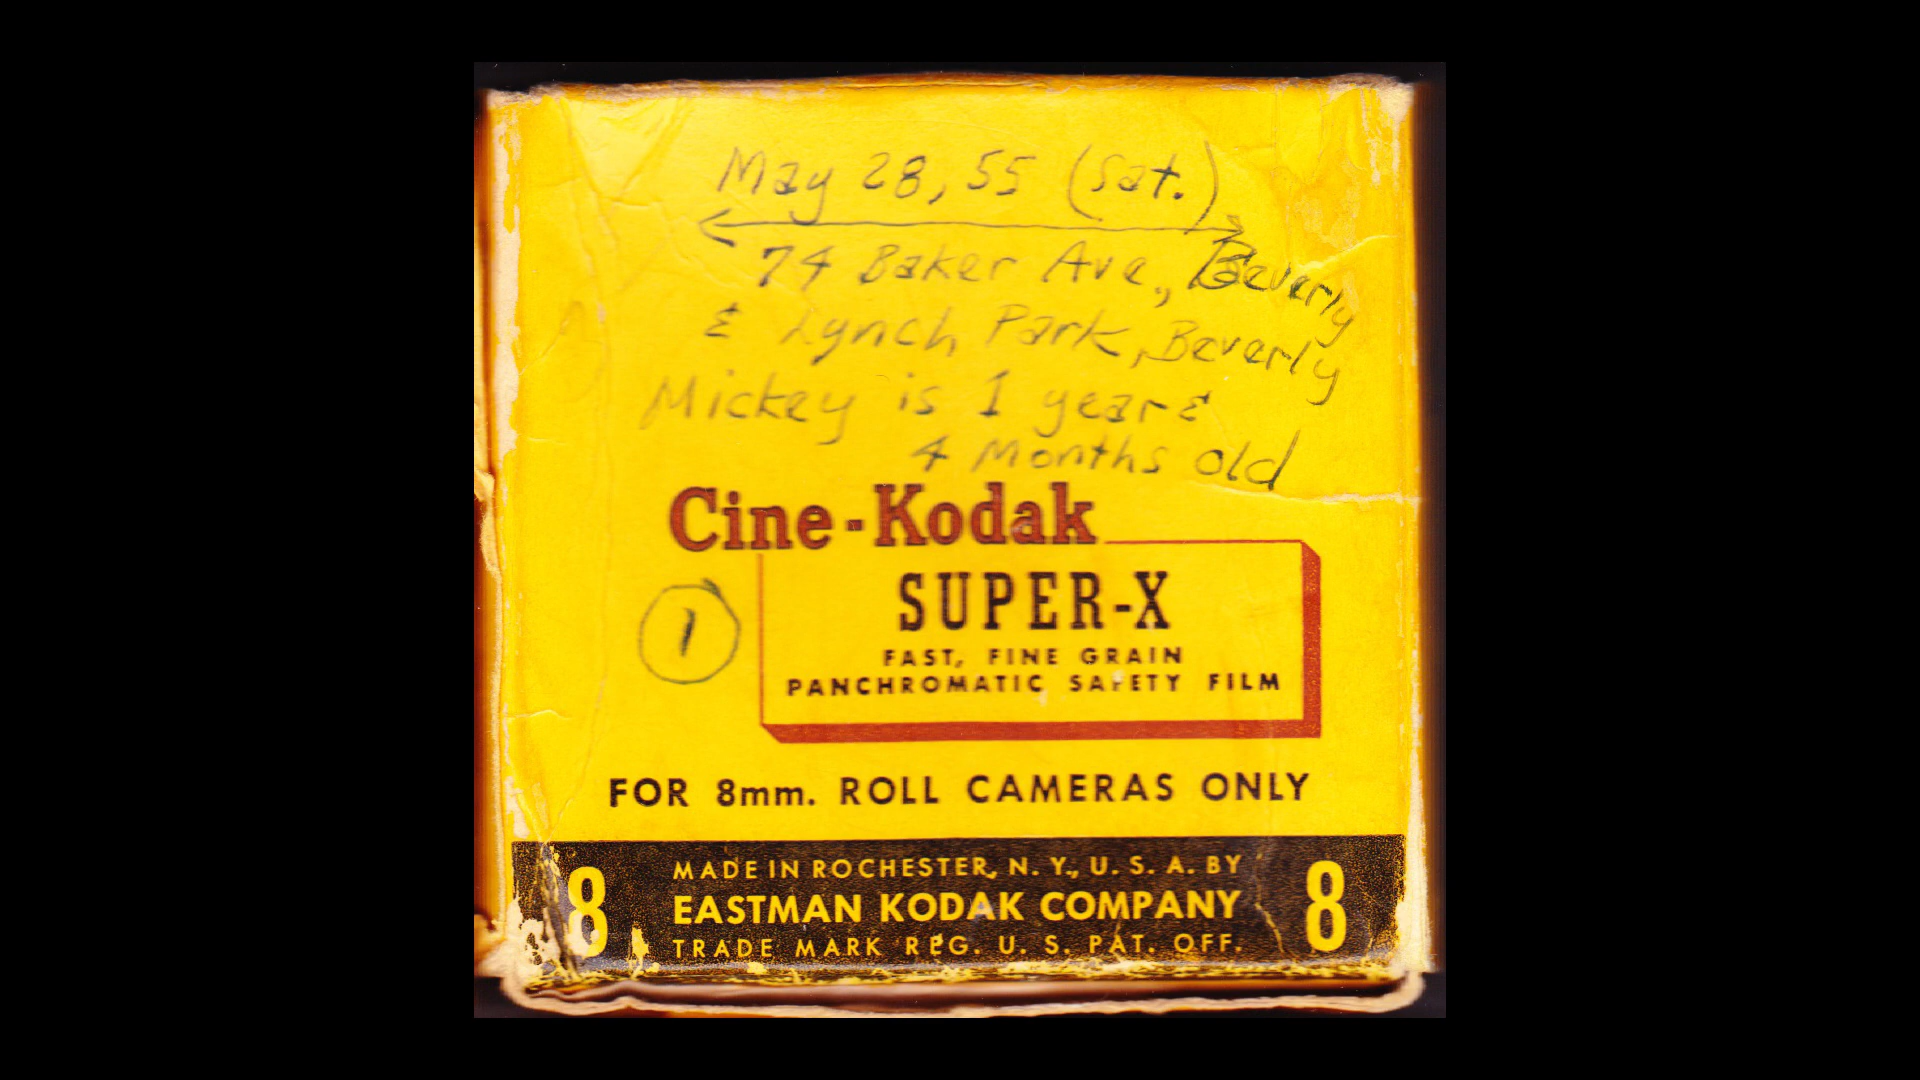 May 28, 55 (Sat.)
74 Baker Ave., Beverly
& Lynch Park, Beverly
Mickey is 1 year &
4 Months old
Cine-Kodak
SUPER-X
1
FAST, FINE GRAIN
PANCHROMATIC SAFETY FILM
FOR 8mm. ROLL CAMERAS ONLY
8 MADE IN ROCHESTER, N. Y., U. S. A. BY 8
EASTMAN KODAK COMPANY
TRADE MARK REG. U. S. PAT. OFF.